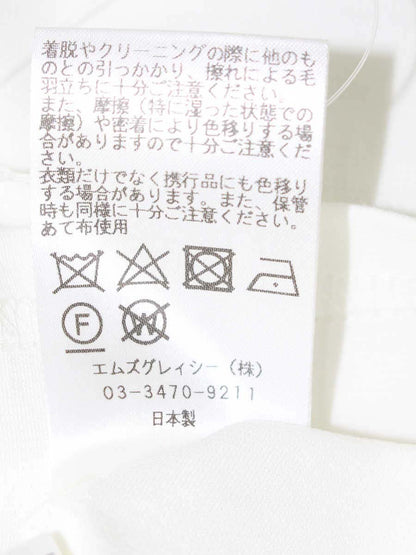 着脱やクリーニングの際に他のも
のとの引っかかり、擦れによる毛
羽立ちに十分ご注意ください。
また、摩擦（特に湿った状態での
摩擦）や密着により色移りする場
合がありますので十分ご注意くだ
さい。
衣類だけでなく携行品にも色移り
する場合があります。また、保管
時も同様に十分ご注意ください。
あて布使用
F W
エムズグレイシー（株）
03-3470-9211
日本製